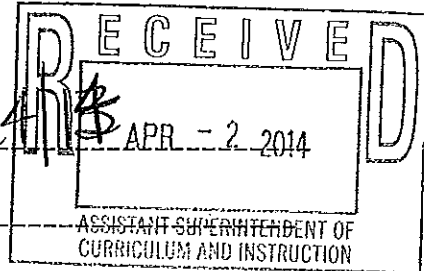 RECEIVED
APR - 2 2014
ASSISTANT SUPERINTENDENT OF
CURRICULUM AND INSTRUCTION